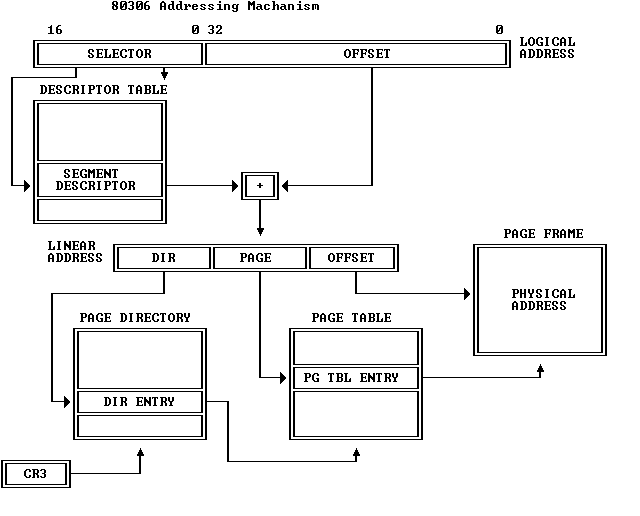 80306 Addressing Machanism
16 0 32 0
SELECTOR OFFSET LOGICAL ADDRESS
DESCRIPTOR TABLE
SEGMENT DESCRIPTOR
+
LINEAR ADDRESS
DIR PAGE OFFSET
PAGE FRAME
PHYSICAL ADDRESS
PAGE DIRECTORY
PAGE TABLE
PG TBL ENTRY
DIR ENTRY
CR3